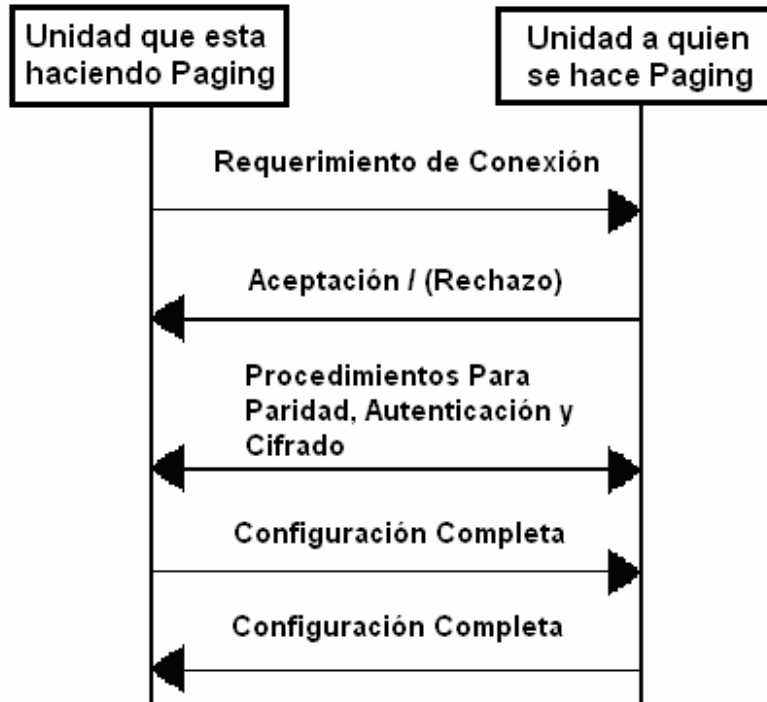 Unidad que esta
haciendo Paging
Unidad a quien
se hace Paging
Requerimiento de Conexión
Aceptación / (Rechazo)
Procedimientos Para
Paridad, Autenticación y
Cifrado
Configuración Completa
Configuración Completa